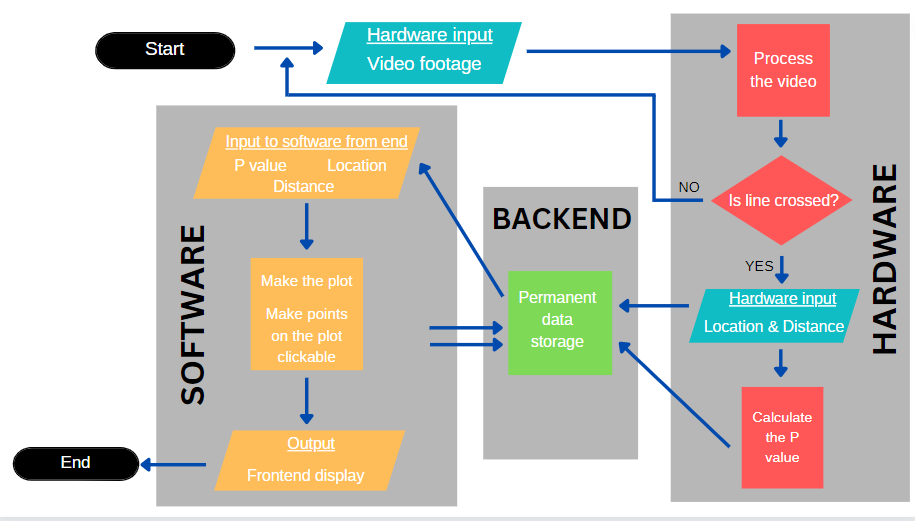 Start
Hardware input
Video footage
Process
the video
Is line crossed?
NO
YES
Hardware input
Location & Distance
Calculate
the P
value
HARDWARE
BACKEND
Permanent
data
storage
SOFTWARE
Input to software from end
P value Location
Distance
Make the plot
Make points
on the plot
clickable
Output
Frontend display
End